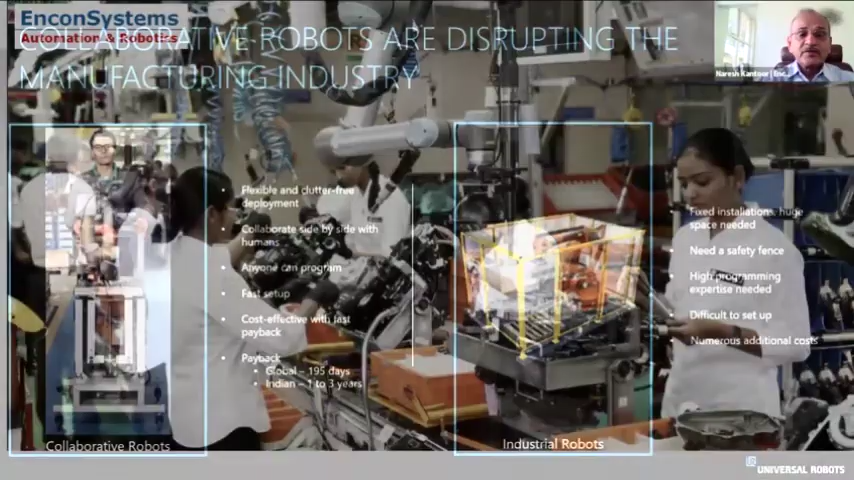 EnconSystems
Automation & Robotics
COLLABORATIVE ROBOTS ARE DISRUPTING THE
MANUFACTURING INDUSTRY
• Flexible and clutter-free
deployment
• Collaborate side by side with
humans
• Anyone can program
• Fast setup
• Cost-effective with fast
payback
• Payback
• Global – 195 days
• Indian – 1 to 3 years
Collaborative Robots
• Fixed installations, huge
space needed
• Need a safety fence
• High programming
expertise needed
• Difficult to set up
• Numerous additional costs
Industrial Robots
UNIVERSAL ROBOTS